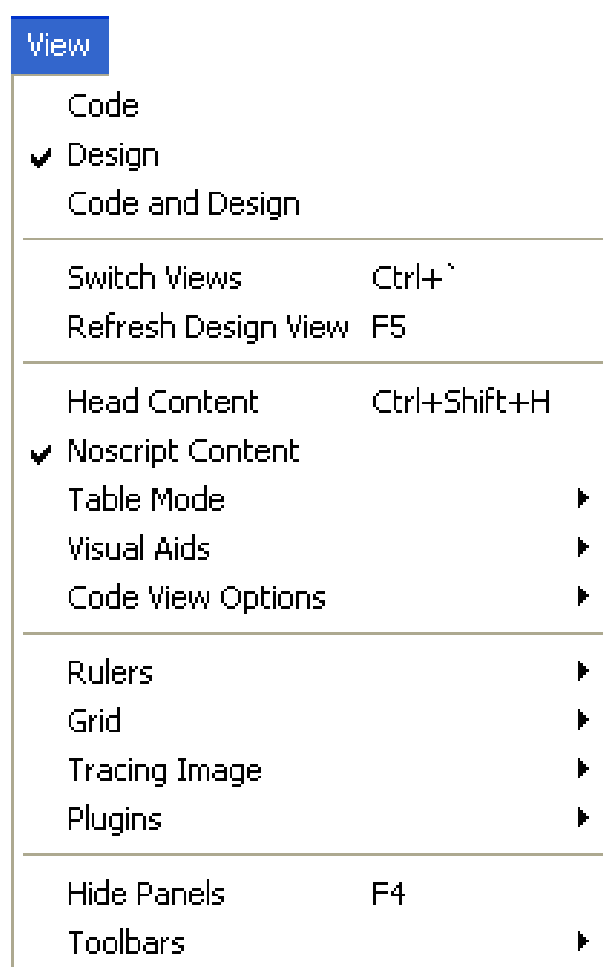 View
Code
Design
Code and Design
Switch Views Ctrl+`
Refresh Design View F5
Head Content Ctrl+Shift+H
Noscript Content
Table Mode
Visual Aids
Code View Options
Rulers
Grid
Tracing Image
Plugins
Hide Panels F4
Toolbars